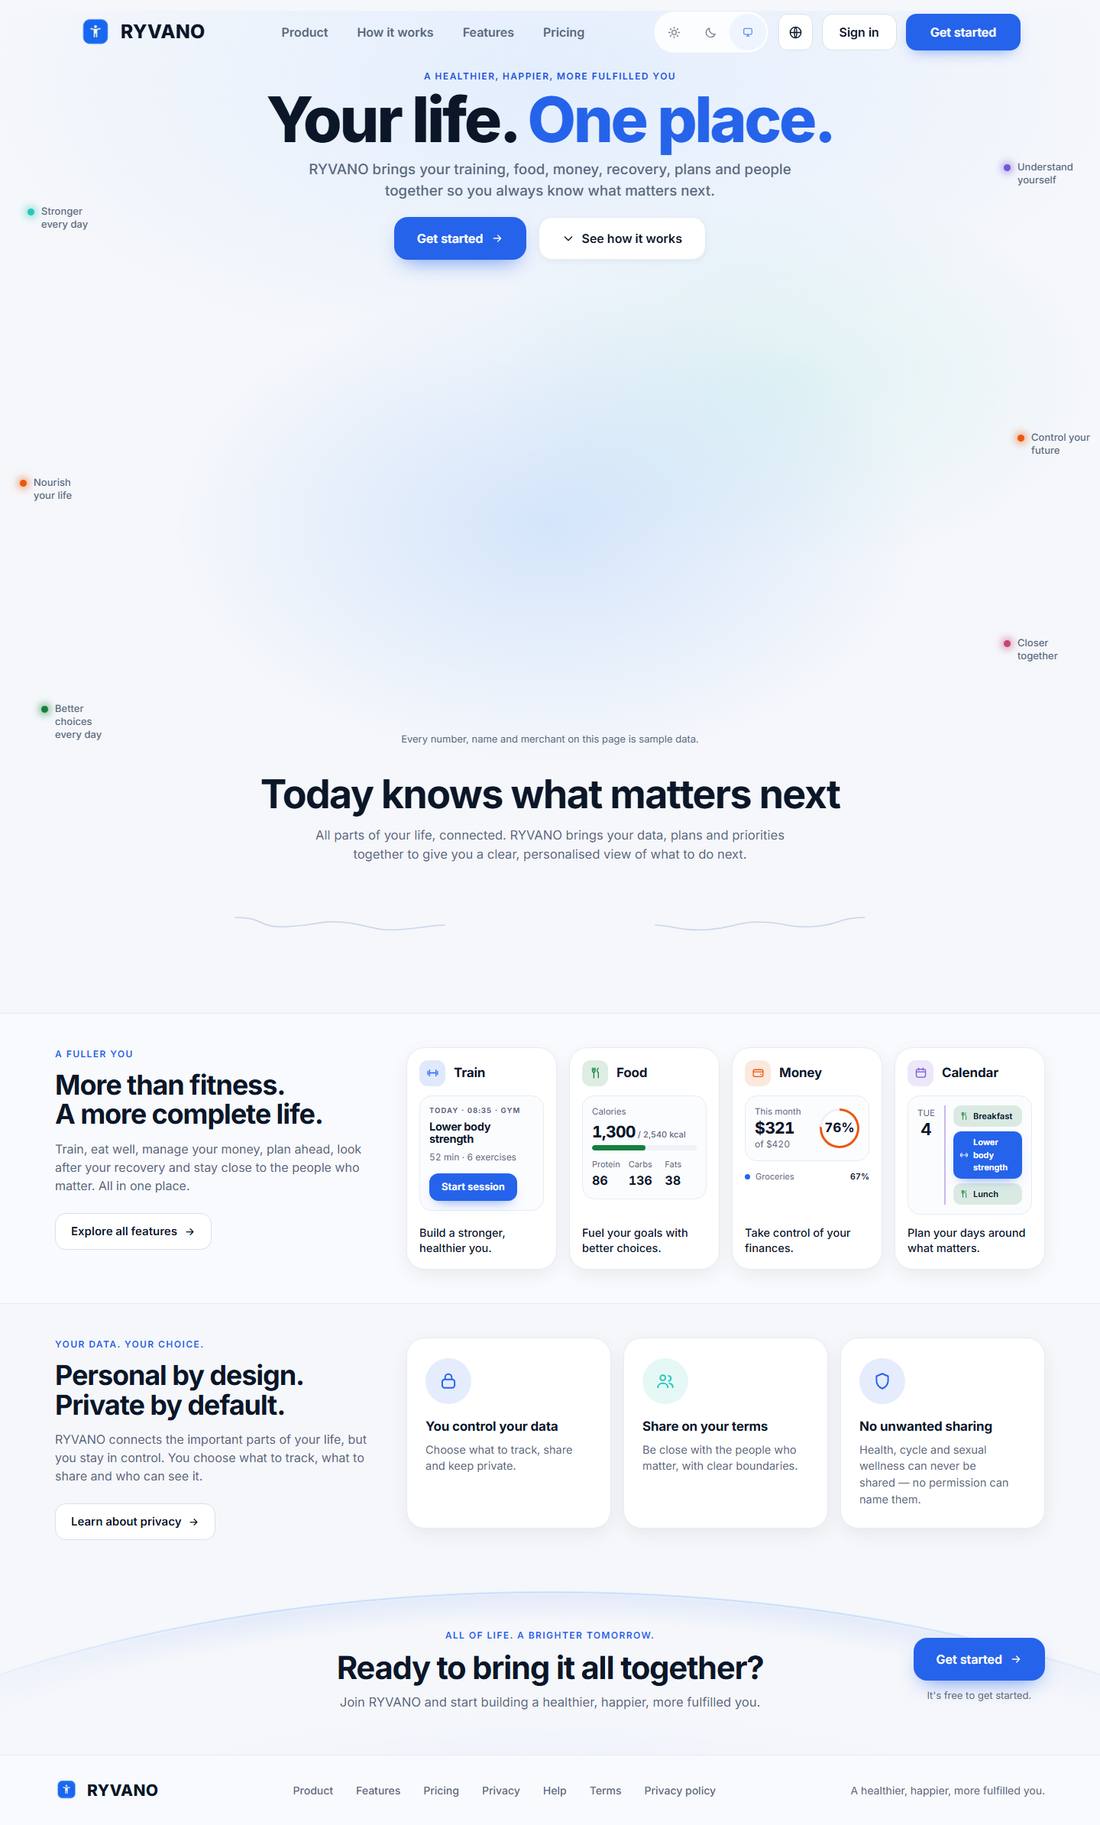 RYVANO
Product
How it works
Features
Pricing
Sign in
Get started
A HEALTHIER, HAPPIER, MORE FULFILLED YOU
Your life. One place.
RYVANO brings your training, food, money, recovery, plans and people
together so you always know what matters next.
Get started →
See how it works
Understand
yourself
Stronger
every day
Control your
future
Nourish
your life
Closer
together
Better
choices
every day
Every number, name and merchant on this page is sample data.
Today knows what matters next
All parts of your life, connected. RYVANO brings your data, plans and priorities
together to give you a clear, personalised view of what to do next.
A FULLER YOU
More than fitness.
A more complete life.
Train, eat well, manage your money, plan ahead, look
after your recovery and stay close to the people who
matter. All in one place.
Explore all features →
Train
TODAY · 08:35 · GYM
Lower body
strength
52 min · 6 exercises
Start session
Build a stronger,
healthier you.
Food
Calories
1,300 / 2,540 kcal
Protein Carbs Fats
86 136 38
Fuel your goals with
better choices.
Money
This month
$321
of $420
76%
Groceries 67%
Take control of your
finances.
Calendar
TUE
4
Breakfast
Lower
body
strength
Lunch
Plan your days around
what matters.
YOUR DATA. YOUR CHOICE.
Personal by design.
Private by default.
RYVANO connects the important parts of your life, but
you stay in control. You choose what to track, what to
share and who can see it.
Learn about privacy →
You control your data
Choose what to track, share
and keep private.
Share on your terms
Be close with the people who
matter, with clear boundaries.
No unwanted sharing
Health, cycle and sexual
wellness can never be
shared — no permission can
name them.
ALL OF LIFE. A BRIGHTER TOMORROW.
Ready to bring it all together?
Join RYVANO and start building a healthier, happier, more fulfilled you.
Get started →
It's free to get started.
RYVANO
Product
Features
Pricing
Privacy
Help
Terms
Privacy policy
A healthier, happier, more fulfilled you.